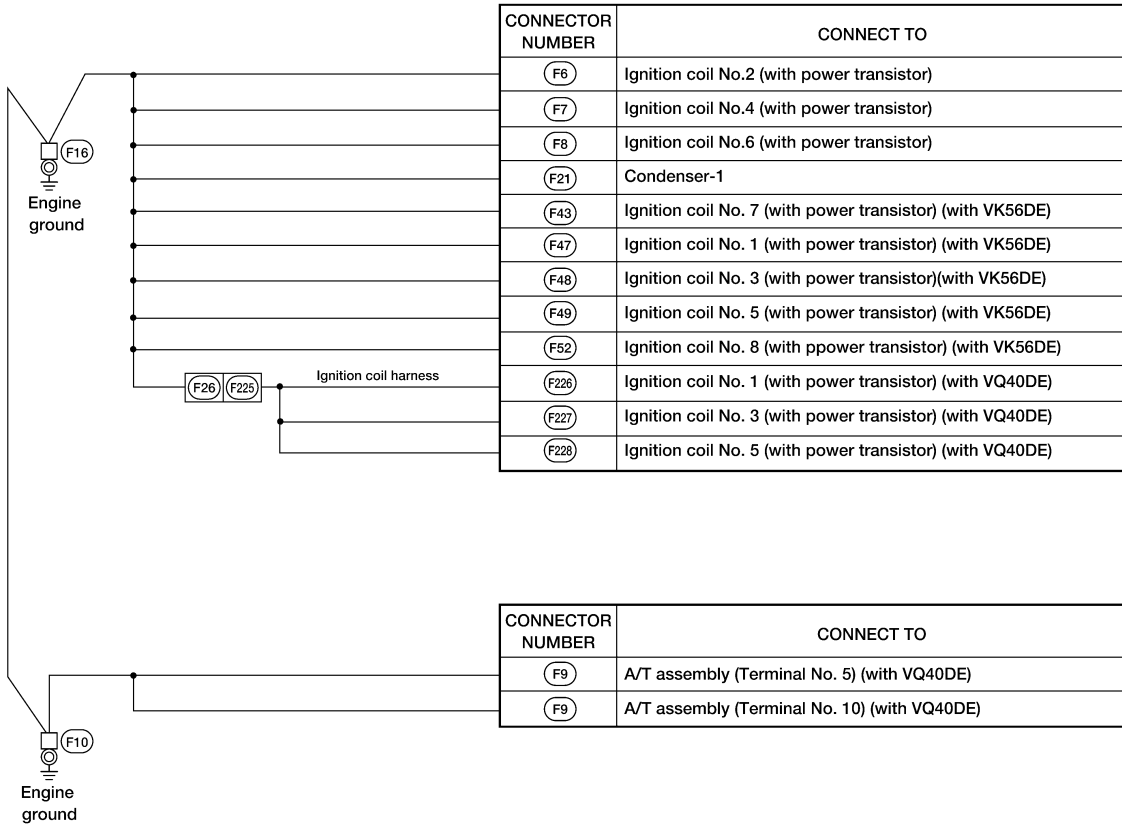 CONNECTOR NUMBER CONNECT TO
F6 Ignition coil No.2 (with power transistor)
F7 Ignition coil No.4 (with power transistor)
F8 Ignition coil No.6 (with power transistor)
F16
Engine
ground
F21 Condenser-1
F43 Ignition coil No. 7 (with power transistor) (with VK56DE)
F47 Ignition coil No. 1 (with power transistor) (with VK56DE)
F48 Ignition coil No. 3 (with power transistor)(with VK56DE)
F49 Ignition coil No. 5 (with power transistor) (with VK56DE)
F52 Ignition coil No. 8 (with ppower transistor) (with VK56DE)
F26 F225 Ignition coil harness F226 Ignition coil No. 1 (with power transistor) (with VQ40DE)
F227 Ignition coil No. 3 (with power transistor) (with VQ40DE)
F228 Ignition coil No. 5 (with power transistor) (with VQ40DE)
CONNECTOR NUMBER CONNECT TO
F9 A/T assembly (Terminal No. 5) (with VQ40DE)
F9 A/T assembly (Terminal No. 10) (with VQ40DE)
F10
Engine
ground